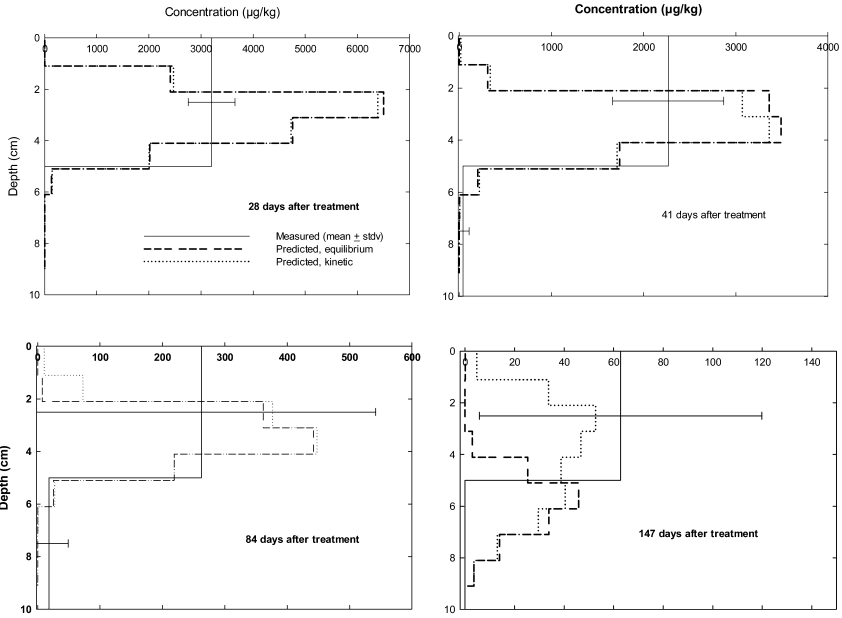 Concentration (µg/kg)
0 1000 2000 3000 4000 5000 6000 7000
0
2
4
6
8
10
Depth (cm)
28 days after treatment
Measured (mean ± stdv)
Predicted, equilibrium
Predicted, kinetic
Concentration (µg/kg)
0 1000 2000 3000 4000
0
2
4
6
8
10
41 days after treatment
0 100 200 300 400 500 600
0
2
4
6
8
10
Depth (cm)
84 days after treatment
0 20 40 60 80 100 120 140
0
2
4
6
8
10
147 days after treatment